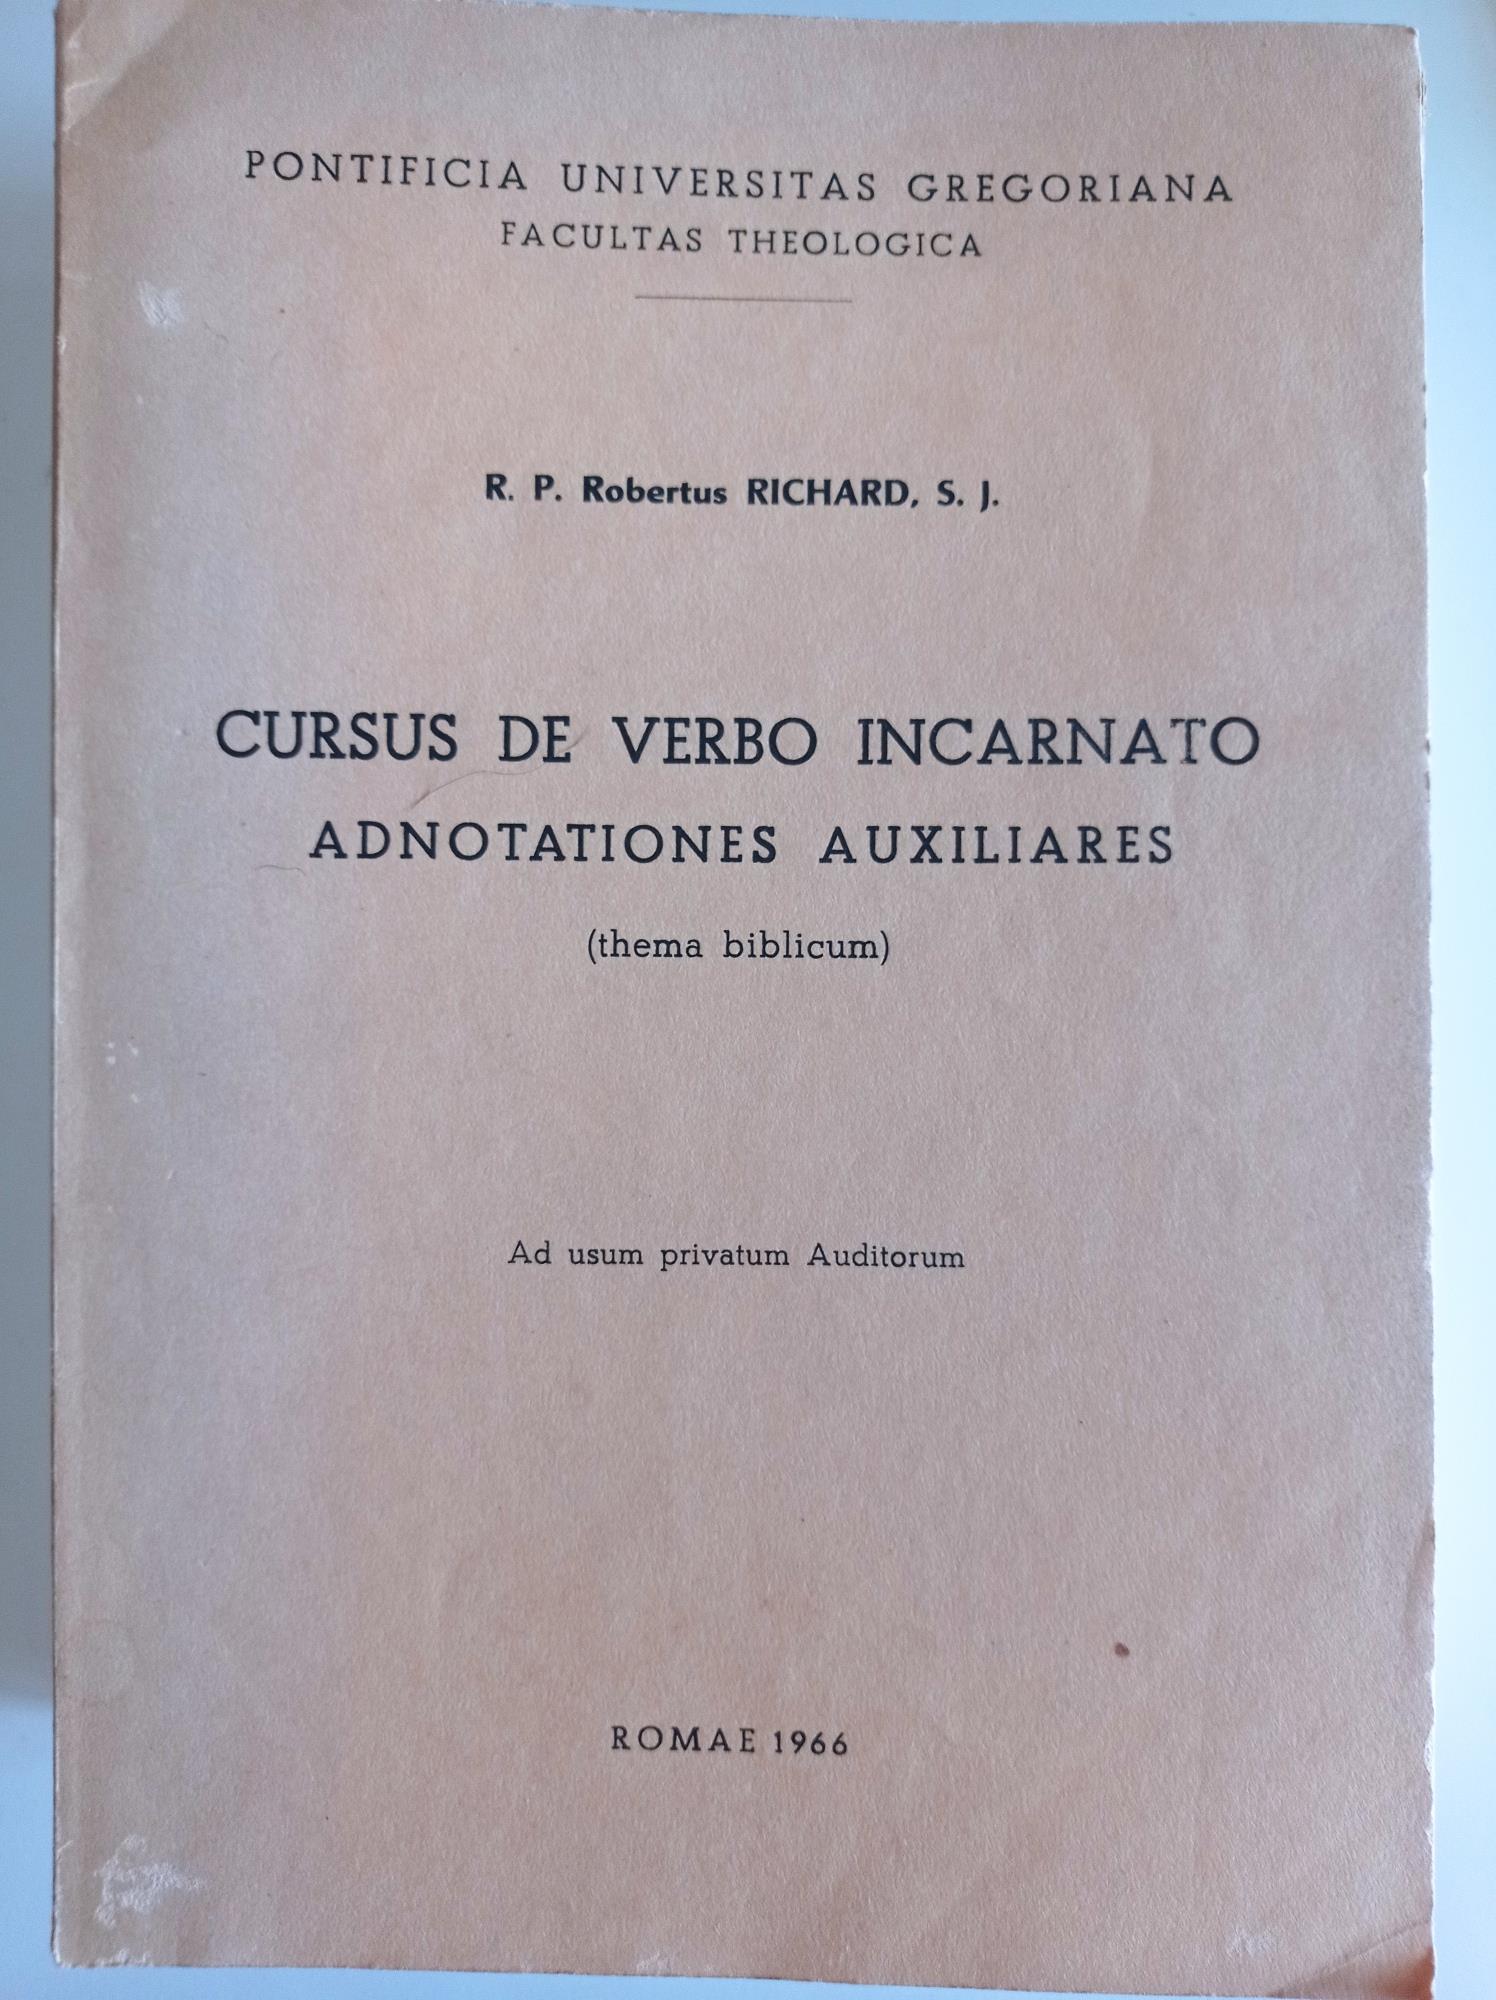 PONTIFICIA UNIVERSITAS GREGORIANA
FACULTAS THEOLOGICA
R. P. Robertus RICHARD, S. J.
CURSUS DE VERBO INCARNATO
ADNOTATIONES AUXILIARES
(thema biblicum)
Ad usum privatum Auditorum
ROMAE 1966